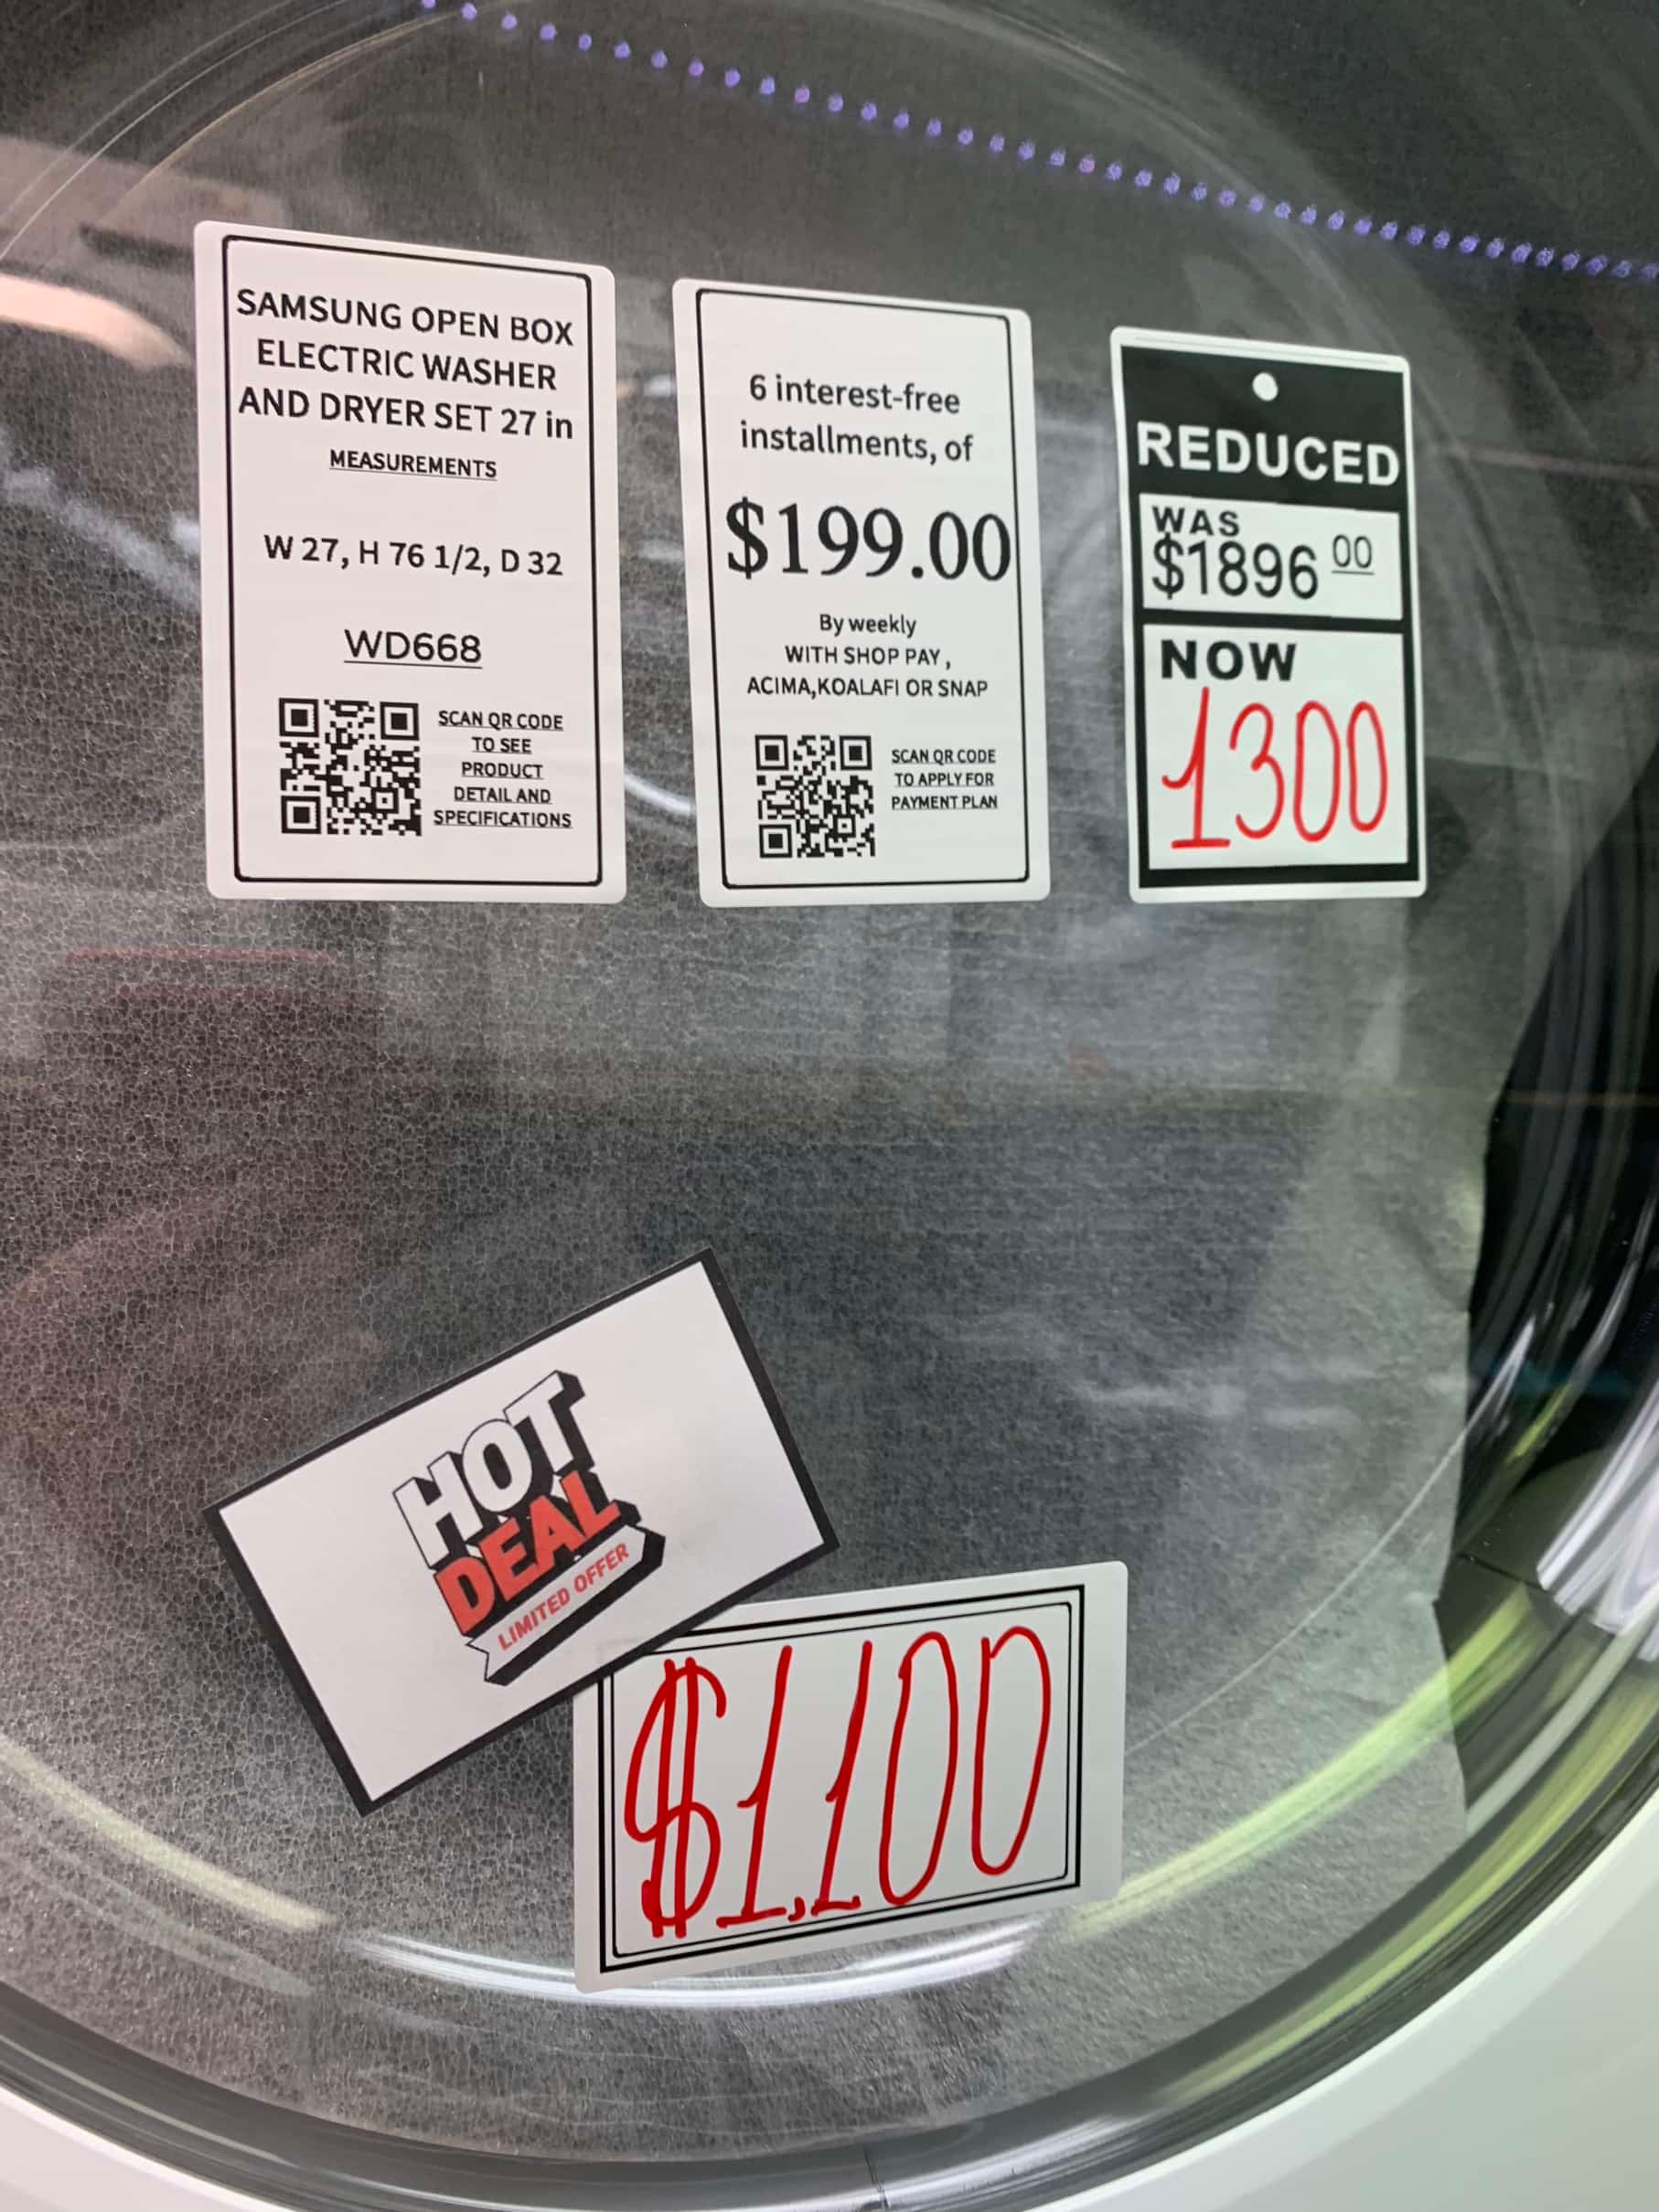 SAMSUNG OPEN BOX
ELECTRIC WASHER
AND DRYER SET 27 in
MEASUREMENTS
W 27, H 76 1/2, D 32
WD668
SCAN QR CODE
TO SEE
PRODUCT
DETAIL AND
SPECIFICATIONS
6 interest-free
installments, of
$199.00
By weekly
WITH SHOP PAY,
ACIMA,KOALAFI OR SNAP
SCAN QR CODE
TO APPLY FOR
PAYMENT PLAN
REDUCED
WAS
$1896 00
NOW
1300
HOT
DEAL
LIMITED OFFER
$1,100